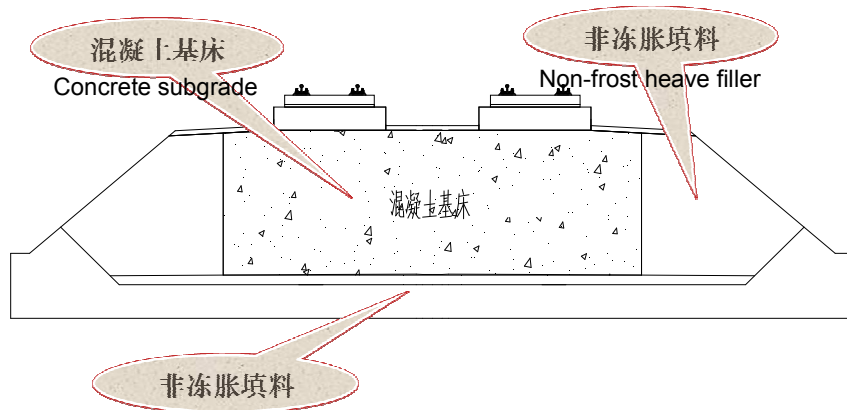 混凝土基床
Concrete subgrade
非冻胀填料
Non-frost heave filler
混凝土基床
非冻胀填料